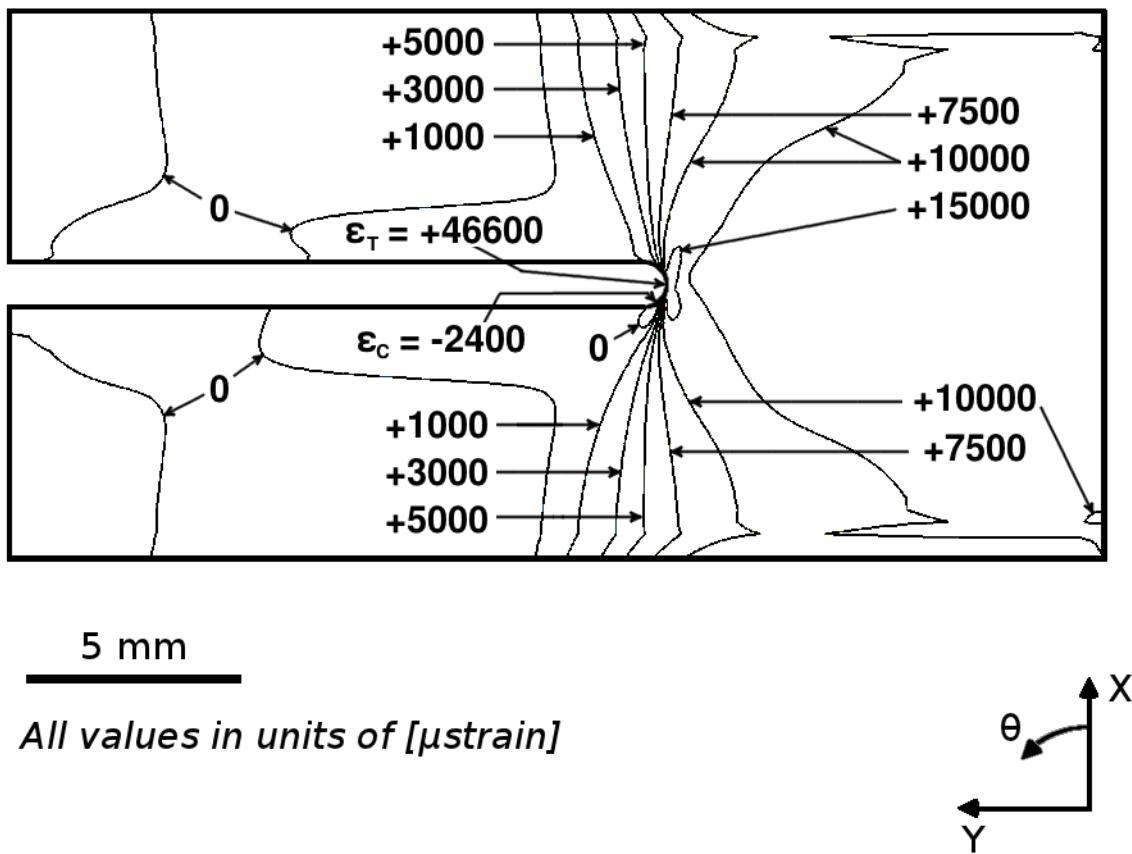 +5000
+3000
+7500
+1000
+10000
0
+15000
εT = +46600
εC = -2400
0
0
+10000
+1000
+7500
+3000
+5000
5 mm
All values in units of [μstrain]
X
θ
Y